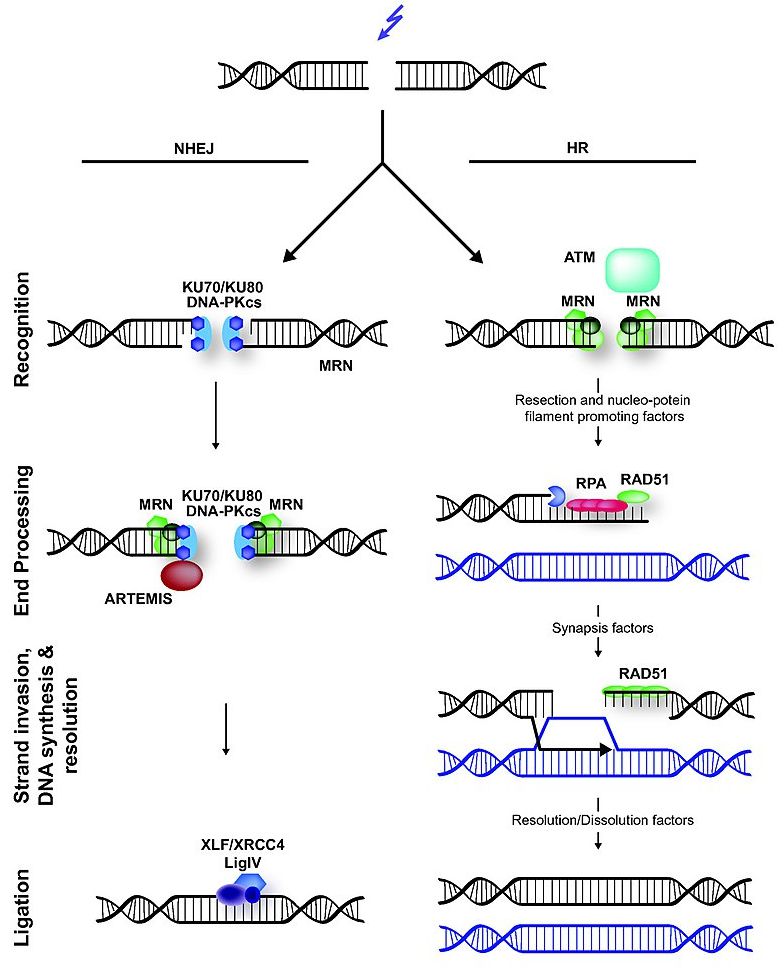 NHEJ
HR
Recognition
KU70/KU80
DNA-PKcs
MRN
ATM
MRN
MRN
Resection and nucleo-potein
filament promoting factors
End Processing
MRN
KU70/KU80
DNA-PKcs
MRN
ARTEMIS
RPA
RAD51
Synapsis factors
Strand invasion,
DNA synthesis &
resolution
RAD51
Resolution/Dissolution factors
Ligation
XLF/XRCC4
LigIV